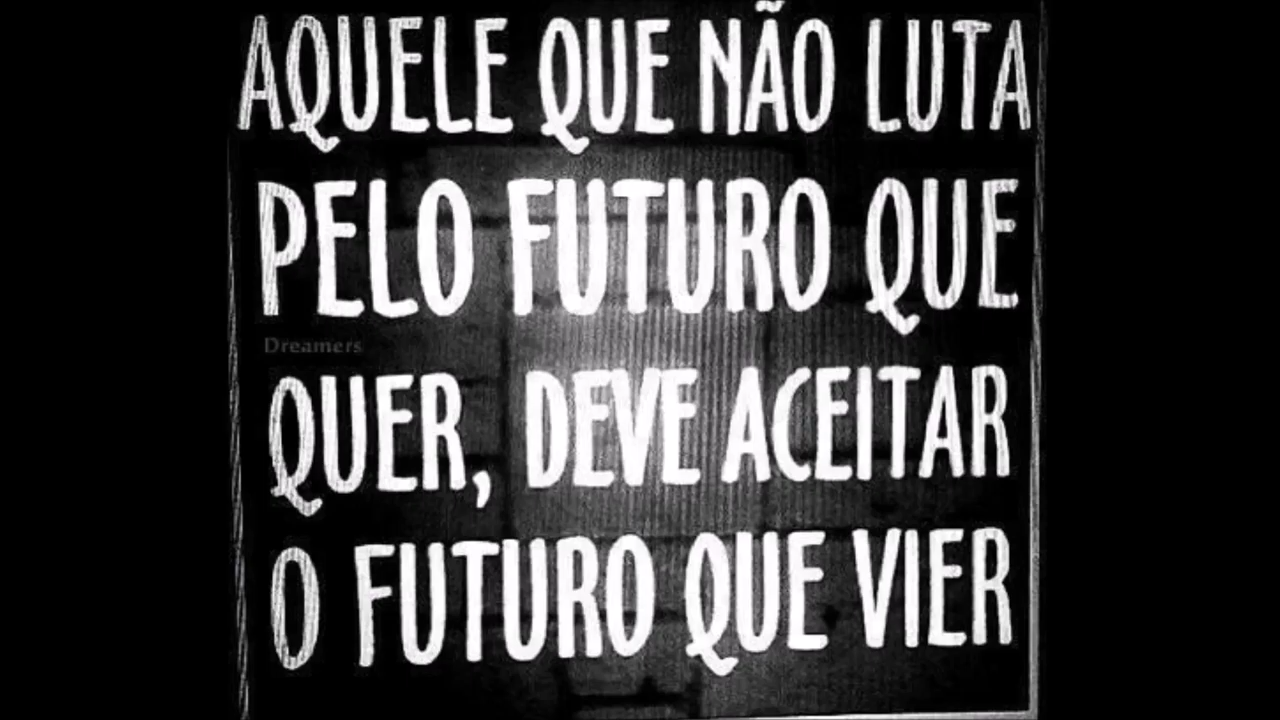 AQUELE QUE NÃO LUTA
PELO FUTURO QUE
Dreamers
QUER, DEVE ACEITAR
O FUTURO QUE VIER